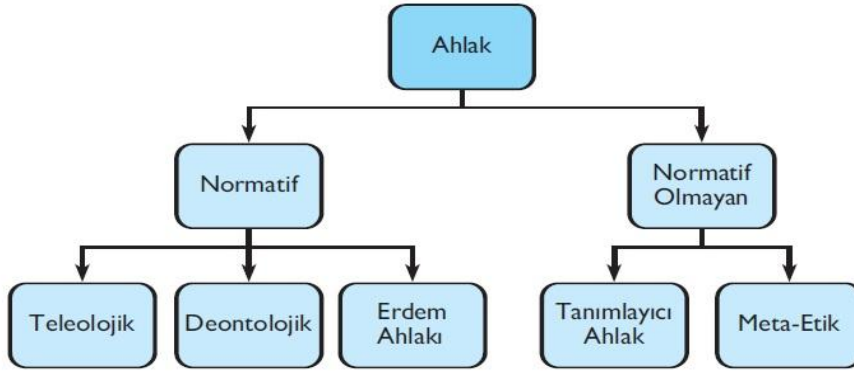 Ahlak
Normatif
Normatif
Olmayan
Teleolojik
Deontolojik
Erdem
Ahlakı
Tanımlayıcı
Ahlak
Meta-Etik